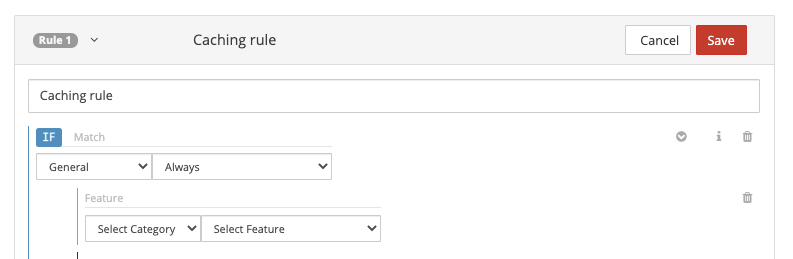 Rule 1 Caching rule Cancel Save
Caching rule
IF Match i
General Always
Feature
Select Category Select Feature